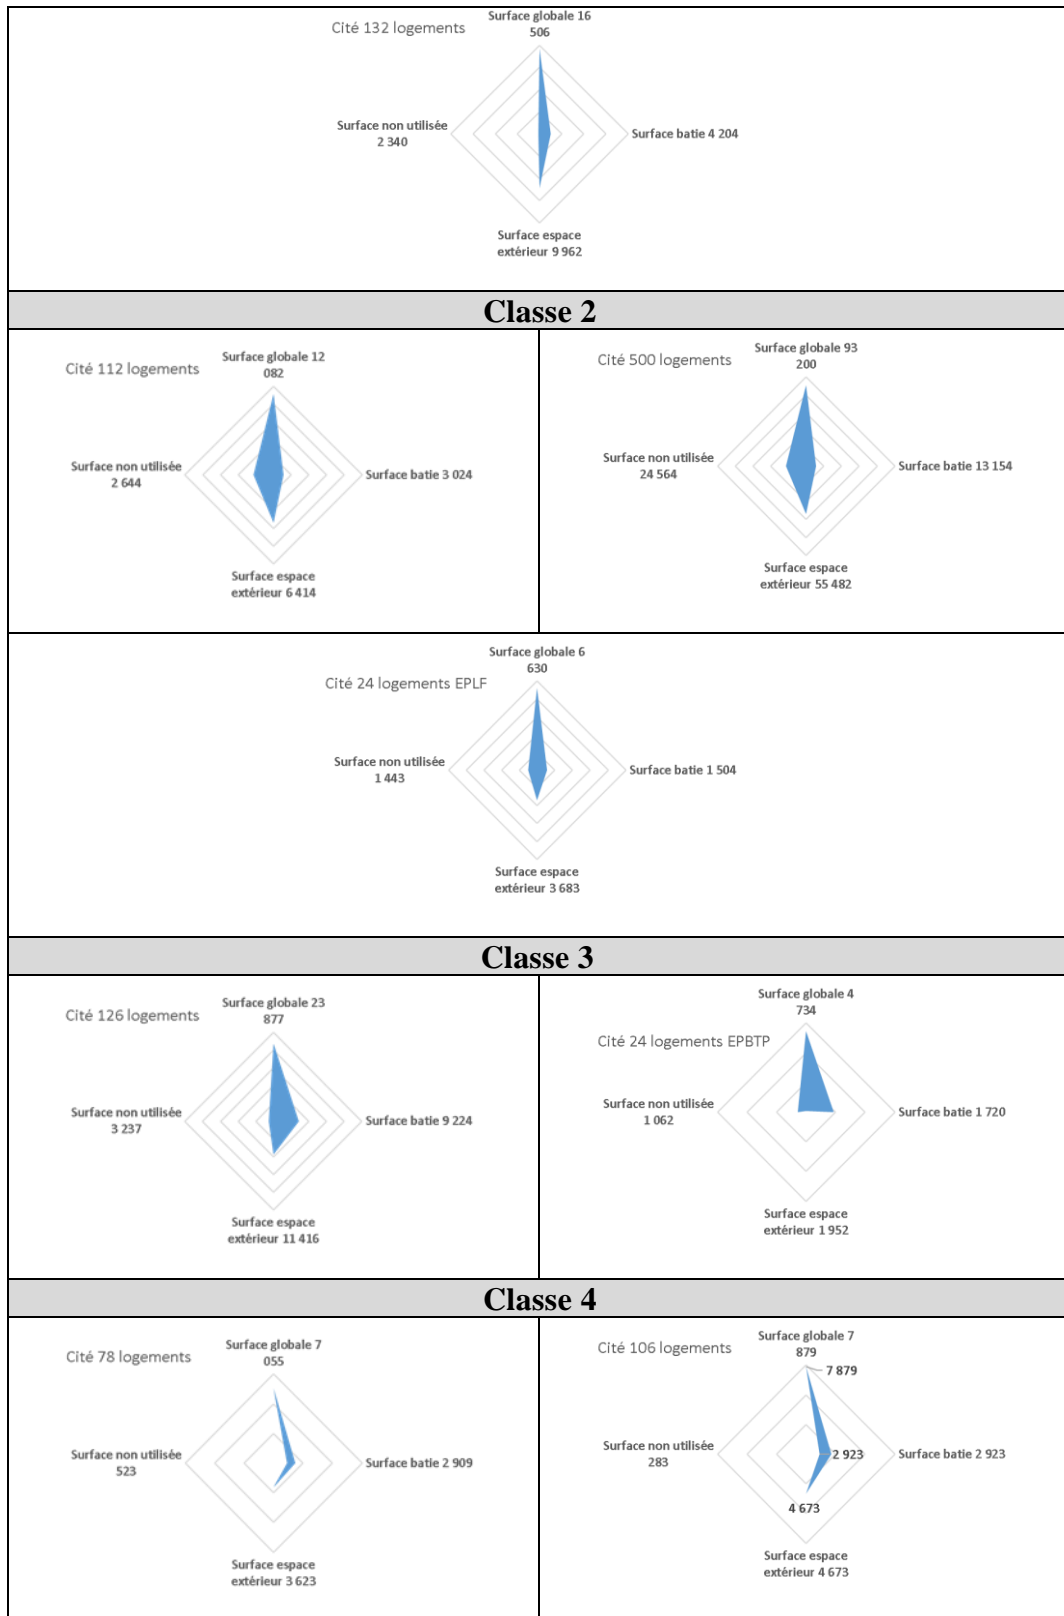 Cité 132 logements
Surface globale 16
506
Surface non utilisée
2 340
Surface batie 4 204
Surface espace
extérieur 9 962
Classe 2
Cité 112 logements
Surface globale 12
082
Surface non utilisée
2 644
Surface batie 3 024
Surface espace
extérieur 6 414
Cité 500 logements
Surface globale 93
200
Surface non utilisée
24 564
Surface batie 13 154
Surface espace
extérieur 55 482
Cité 24 logements EPLF
Surface globale 6
630
Surface non utilisée
1 443
Surface batie 1 504
Surface espace
extérieur 3 683
Classe 3
Cité 126 logements
Surface globale 23
877
Surface non utilisée
3 237
Surface batie 9 224
Surface espace
extérieur 11 416
Cité 24 logements EPBTP
Surface globale 4
734
Surface non utilisée
1 062
Surface batie 1 720
Surface espace
extérieur 1 952
Classe 4
Cité 78 logements
Surface globale 7
055
Surface non utilisée
523
Surface batie 2 909
Surface espace
extérieur 3 623
Cité 106 logements
Surface globale 7
879
7 879
Surface non utilisée
283
2 923
Surface batie 2 923
4 673
Surface espace
extérieur 4 673